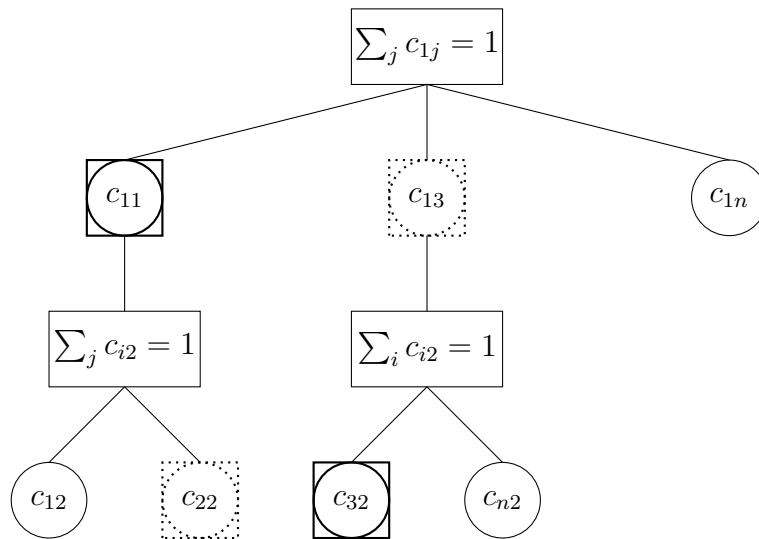 ∑_j c_{1j} = 1
c_{11}
c_{13}
c_{1n}
∑_j c_{i2} = 1
∑_i c_{i2} = 1
c_{12}
c_{22}
c_{32}
c_{n2}